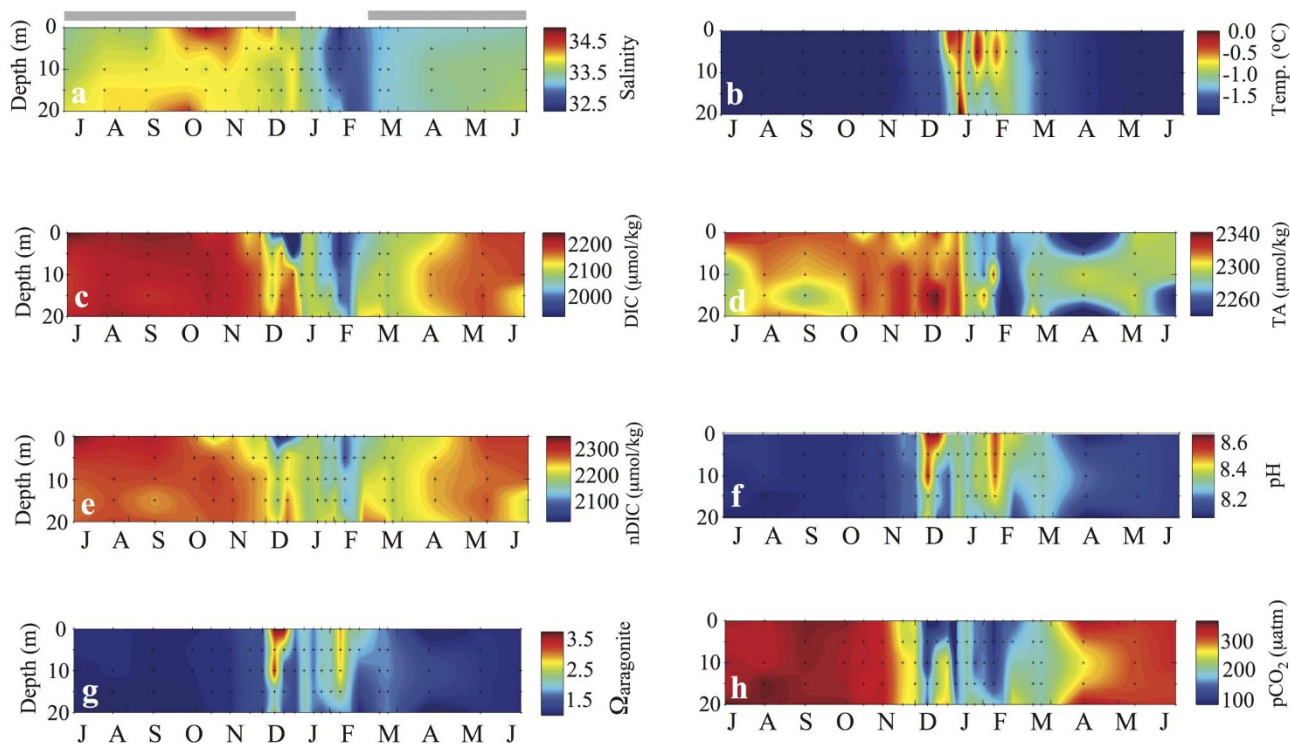 Depth (m)
0
10
20
a
J A S O N D J F M A M J
34.5
33.5
32.5
Salinity
0
10
20
b
J A S O N D J F M A M J
0.0
-0.5
-1.0
-1.5
Temp. (ºC)
Depth (m)
0
10
20
c
J A S O N D J F M A M J
2200
2100
2000
DIC (µmol/kg)
0
10
20
d
J A S O N D J F M A M J
2340
2300
2260
TA (µmol/kg)
Depth (m)
0
10
20
e
J A S O N D J F M A M J
2300
2200
2100
nDIC (µmol/kg)
0
10
20
f
J A S O N D J F M A M J
8.6
8.4
8.2
pH
Depth (m)
0
10
20
g
J A S O N D J F M A M J
3.5
2.5
1.5
Ωaragonite
0
10
20
h
J A S O N D J F M A M J
300
200
100
pCO₂ (µatm)